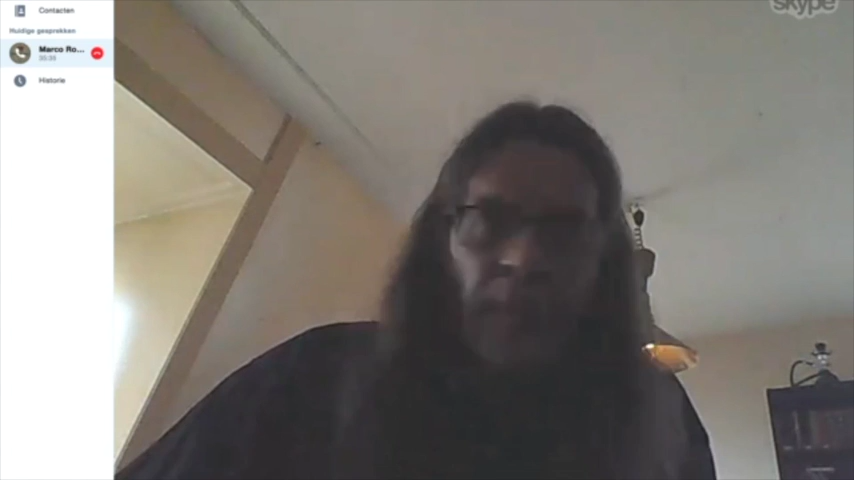 Contacten
Huidige gesprekken
Marco Ro...
30:39
Historie
skype